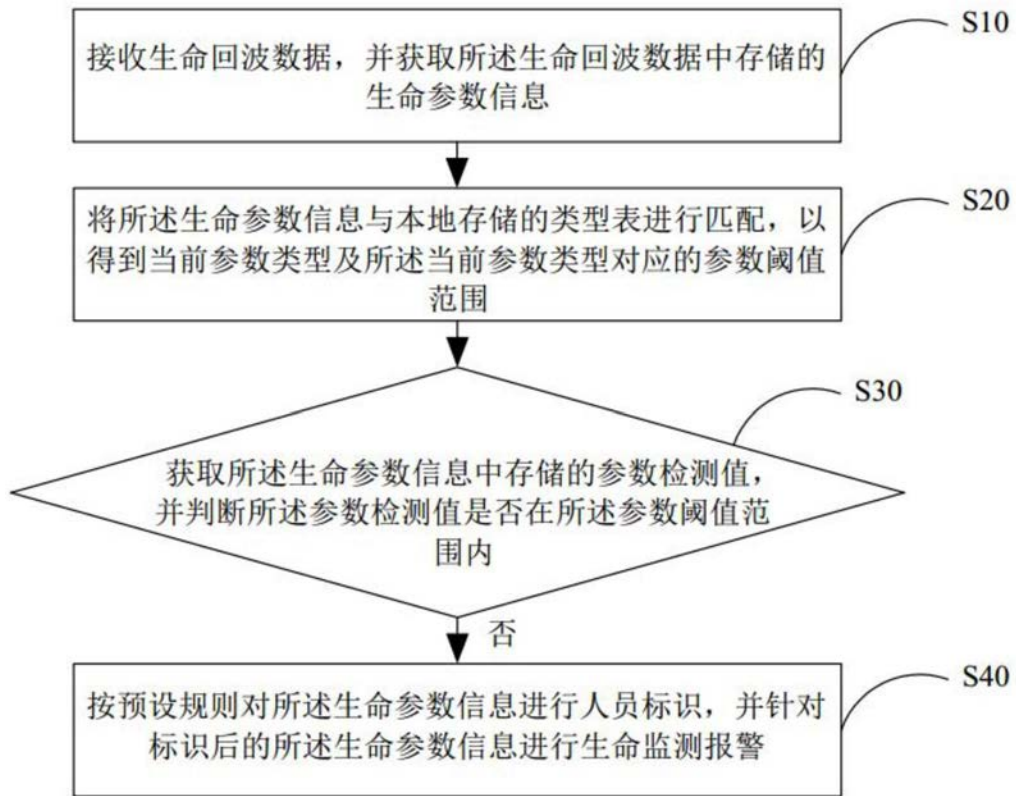 接收生命回波数据，并获取所述生命回波数据中存储的
生命参数信息
S10
将所述生命参数信息与本地存储的类型表进行匹配，以
得到当前参数类型及所述当前参数类型对应的参数阈值
范围
S20
获取所述生命参数信息中存储的参数检测值，
并判断所述参数检测值是否在所述参数阈值范
围内
S30
否
按预设规则对所述生命参数信息进行人员标识，并针对
标识后的所述生命参数信息进行生命监测报警
S40